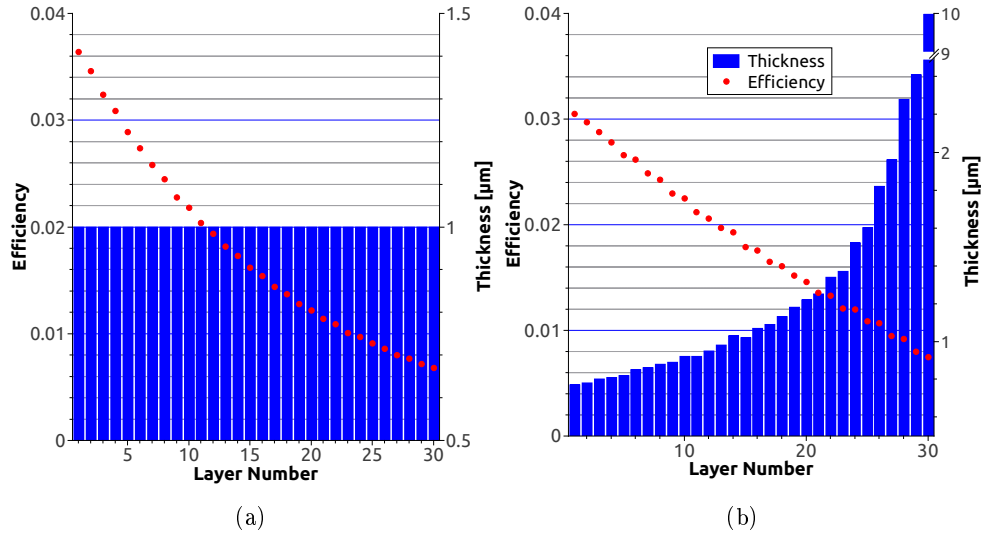 0.04
0.03
0.02
0.01
0
Efficiency
1.5
1
0.5
Thickness [µm]
5 10 15 20 25 30
Layer Number
(a)
0.04
0.03
0.02
0.01
0
Efficiency
Thickness
Efficiency
10
9
2
1
Thickness [µm]
10 20 30
Layer Number
(b)